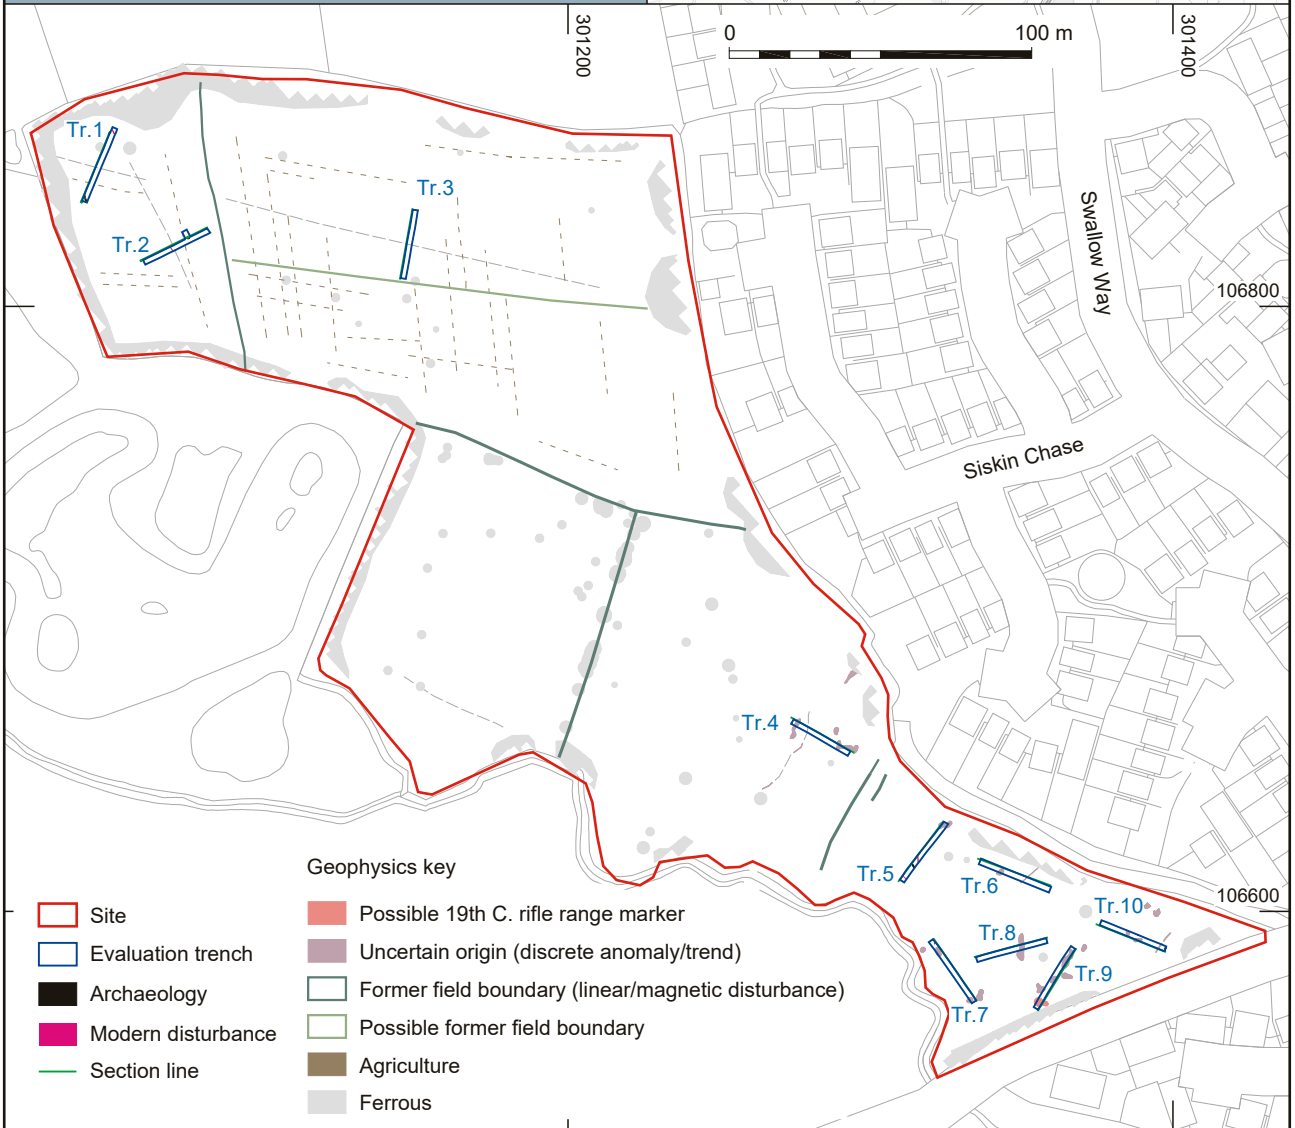 301200
0
100 m
301400
Tr.1
Tr.3
Swallow Way
Tr.2
106800
Siskin Chase
Tr.4
Tr.5
Tr.6
106600
Tr.10
Tr.8
Tr.9
Tr.7
Geophysics key
Site
Evaluation trench
Archaeology
Modern disturbance
Section line
Possible 19th C. rifle range marker
Uncertain origin (discrete anomaly/trend)
Former field boundary (linear/magnetic disturbance)
Possible former field boundary
Agriculture
Ferrous